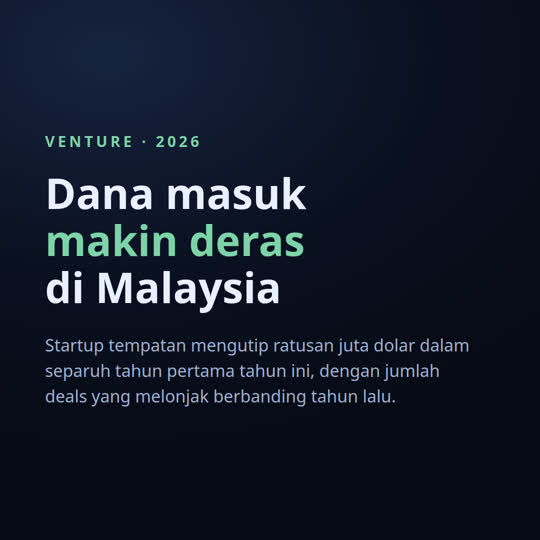 VENTURE · 2026
Dana masuk
makin deras
di Malaysia
Startup tempatan mengutip ratusan juta dolar dalam
separuh tahun pertama tahun ini, dengan jumlah
deals yang melonjak berbanding tahun lalu.